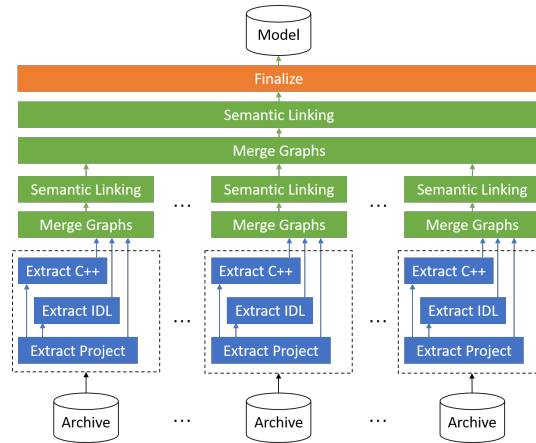 Model
Finalize
Semantic Linking
Merge Graphs
Semantic Linking ... Semantic Linking ... Semantic Linking
Merge Graphs Merge Graphs Merge Graphs
Extract C++ Extract C++ Extract C++
Extract IDL ... Extract IDL ... Extract IDL
Extract Project Extract Project Extract Project
Archive ... Archive ... Archive